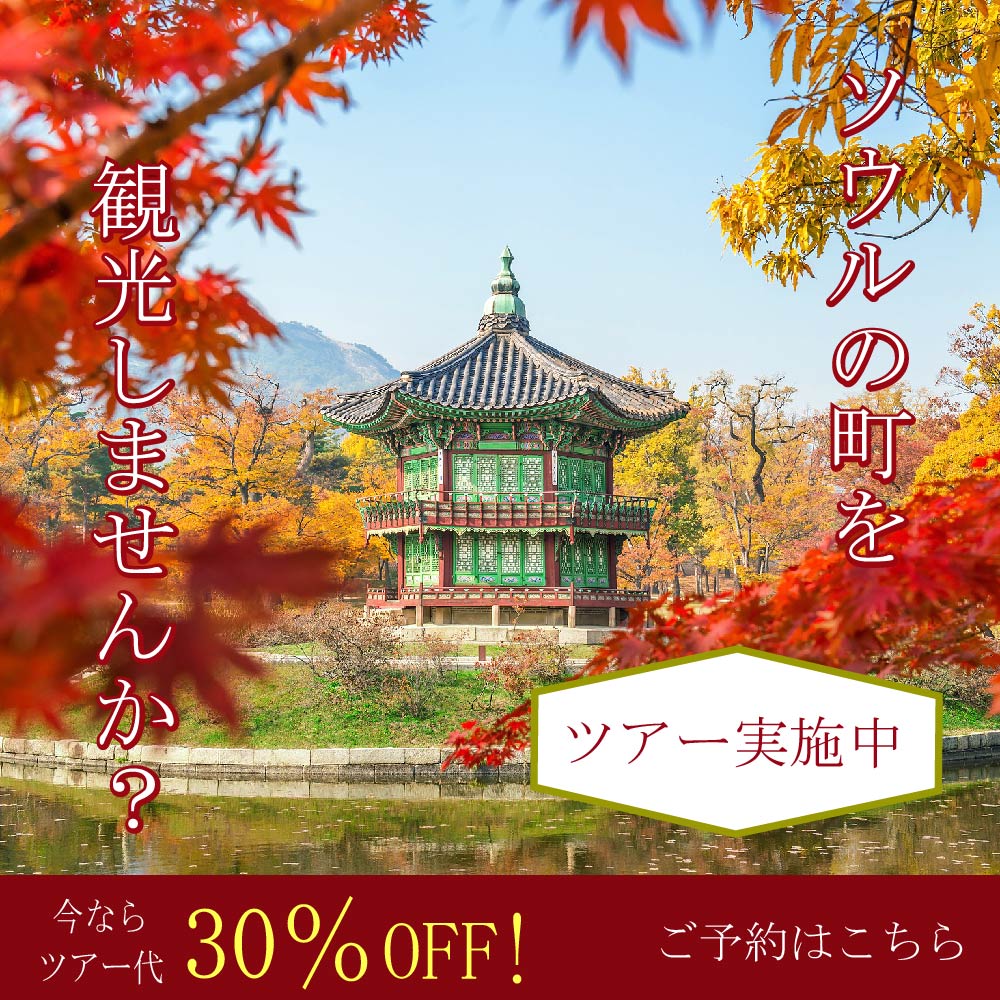 ソウルの町を
観光しませんか?
ツアー実施中
今なら
ツアー代
30%OFF!
ご予約はこちら